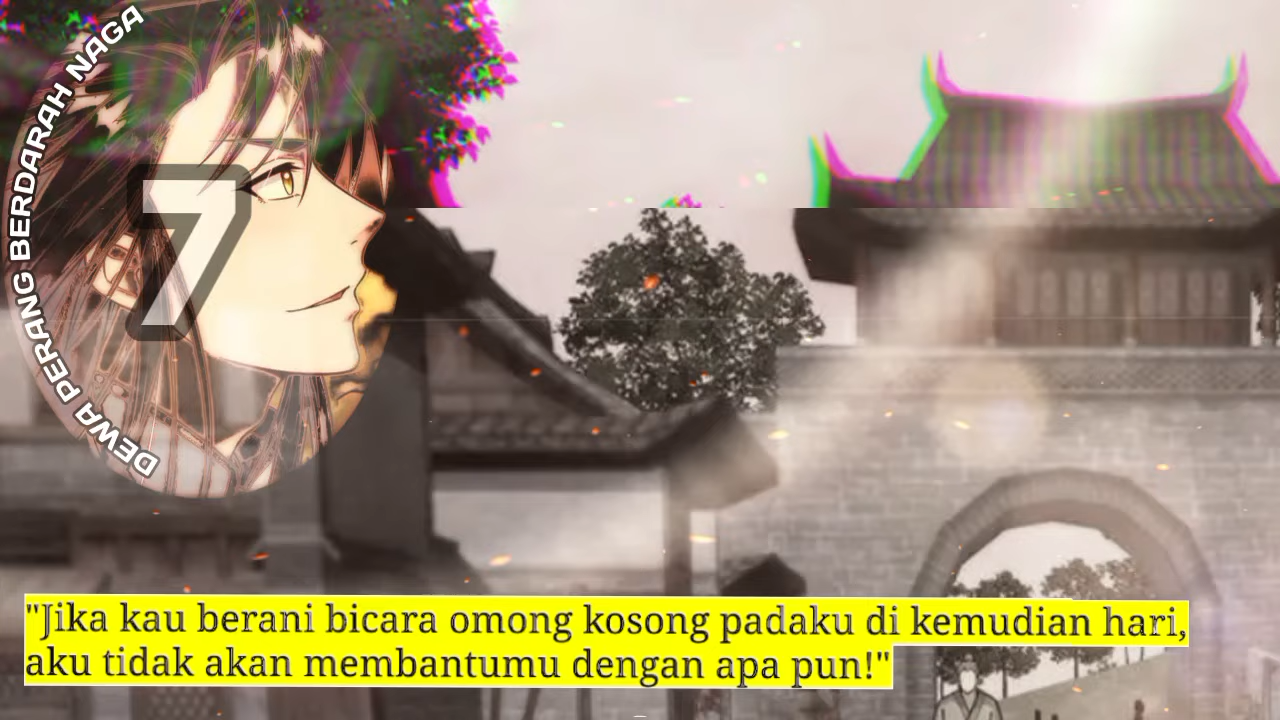 DEWA PERANG BERDARAH NAGA
7
"Jika kau berani bicara omong kosong padaku di kemudian hari,
aku tidak akan membantumu dengan apa pun!"